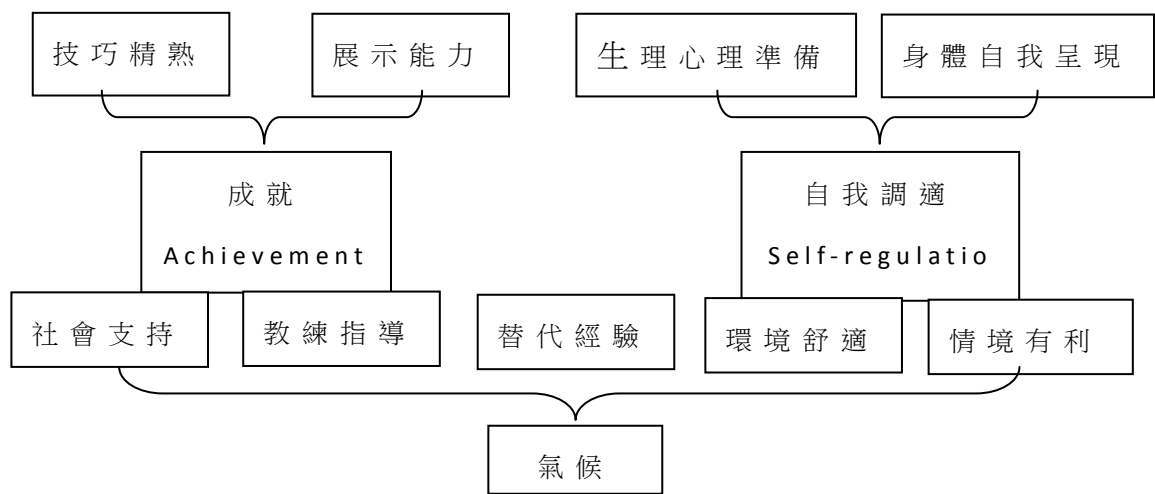 技巧精熟
展示能力
生理心理準備
身體自我呈現
成就
Achievement
自我調適
Self-regulatio
社會支持
教練指導
替代經驗
環境舒適
情境有利
氣候